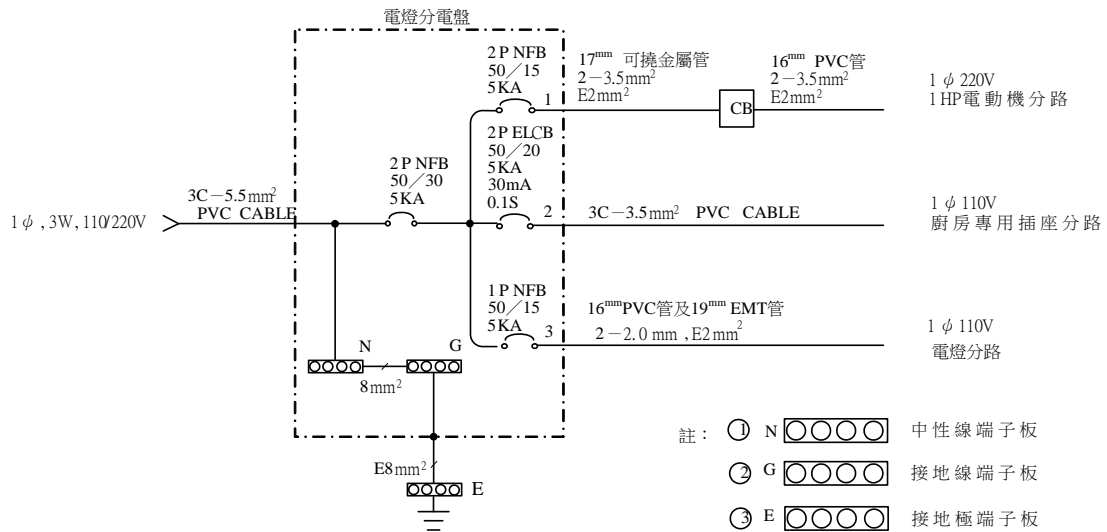 電燈分電盤
2P NFB
50／15
5KA
1
17mm 可撓金屬管
2－3.5mm2
E2mm2
CB
16mm PVC管
2－3.5mm2
E2mm2
1φ 220V
1HP電動機分路
2P ELCB
50／20
5KA
30mA
0.1S
2
3C－3.5mm2 PVC CABLE
1φ 110V
廚房專用插座分路
2P NFB
50／30
5KA
3C－5.5mm2
PVC CABLE
1φ, 3W, 110/220V
1P NFB
50／15
5KA
3
16mmPVC管及19mm EMT管
2－2.0 mm ,E2mm2
1φ 110V
電燈分路
N
G
8mm2
E8mm2
E
註： ① N 中性線端子板
② G 接地線端子板
③ E 接地極端子板